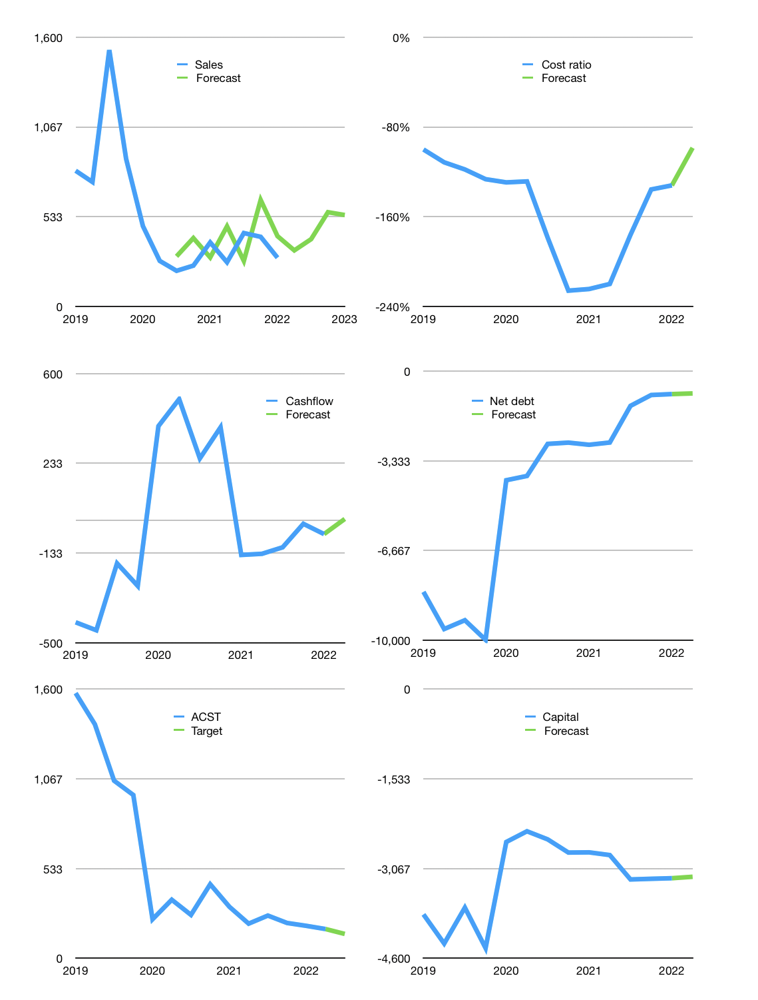 1,600
Sales
Forecast
1,067
533
0
2019 2020 2021 2022 2023
0%
Cost ratio
Forecast
-80%
-160%
-240%
2019 2020 2021 2022
600
Cashflow
Forecast
233
-133
-500
2019 2020 2021 2022
0
Net debt
Forecast
-3,333
-6,667
-10,000
2019 2020 2021 2022
1,600
ACST
Target
1,067
533
0
2019 2020 2021 2022
0
Capital
Forecast
-1,533
-3,067
-4,600
2019 2020 2021 2022